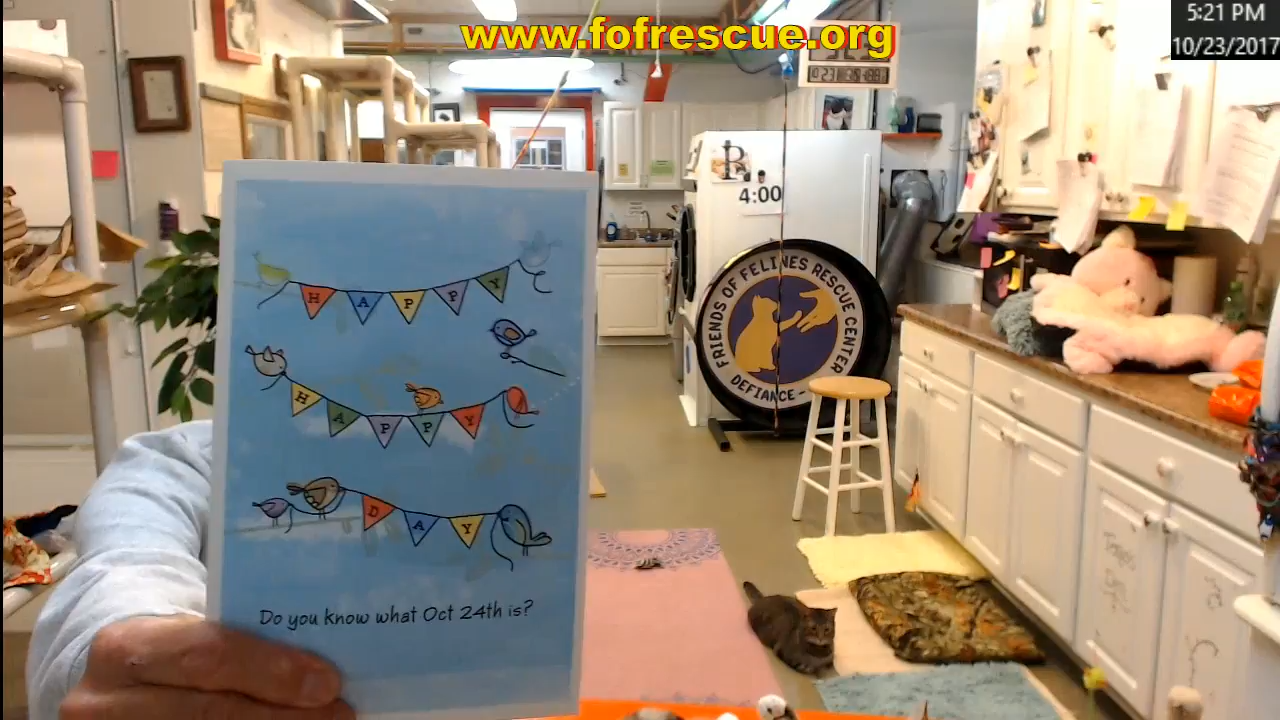 5:21 PM
10/23/2017
www.fofrescue.org
R
4:00
HAPPY
HAPPY
DAY
Do you know what Oct 24th is?
FRIENDS OF FELINES RESCUE CENTER
DEFIANCE -